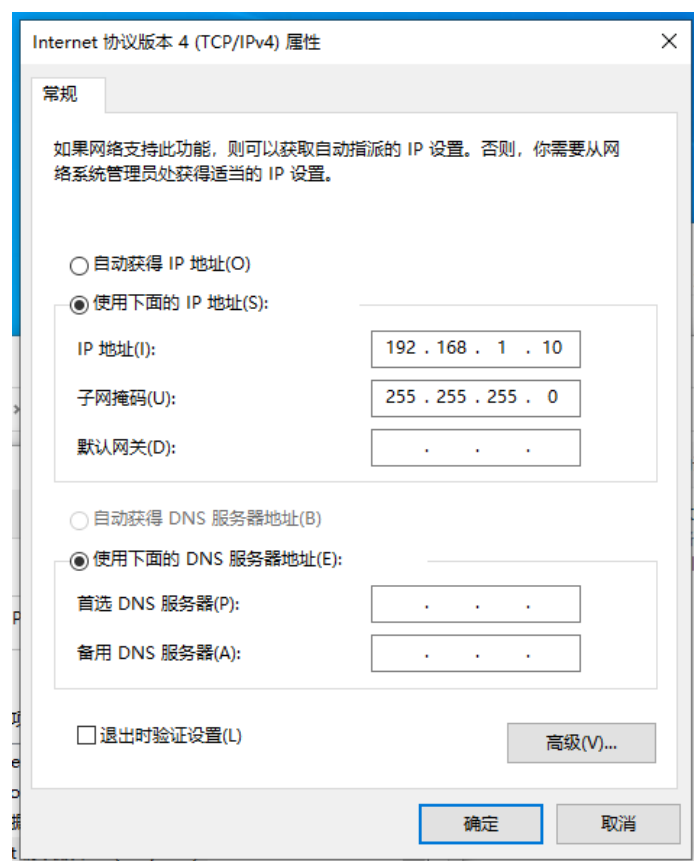 Internet 协议版本 4 (TCP/IPv4) 属性
常规
如果网络支持此功能，则可以获取自动指派的 IP 设置。否则，你需要从网
络系统管理员处获得适当的 IP 设置。
自动获得 IP 地址(O)
使用下面的 IP 地址(S):
IP 地址(I):
192 . 168 . 1 . 10
子网掩码(U):
255 . 255 . 255 . 0
默认网关(D):
. . .
自动获得 DNS 服务器地址(B)
使用下面的 DNS 服务器地址(E):
首选 DNS 服务器(P):
. . .
备用 DNS 服务器(A):
. . .
退出时验证设置(L)
高级(V)...
确定
取消